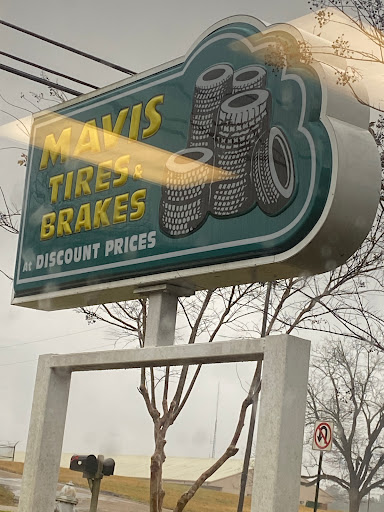 MAVIS
TIRES &
BRAKES
At DISCOUNT PRICES